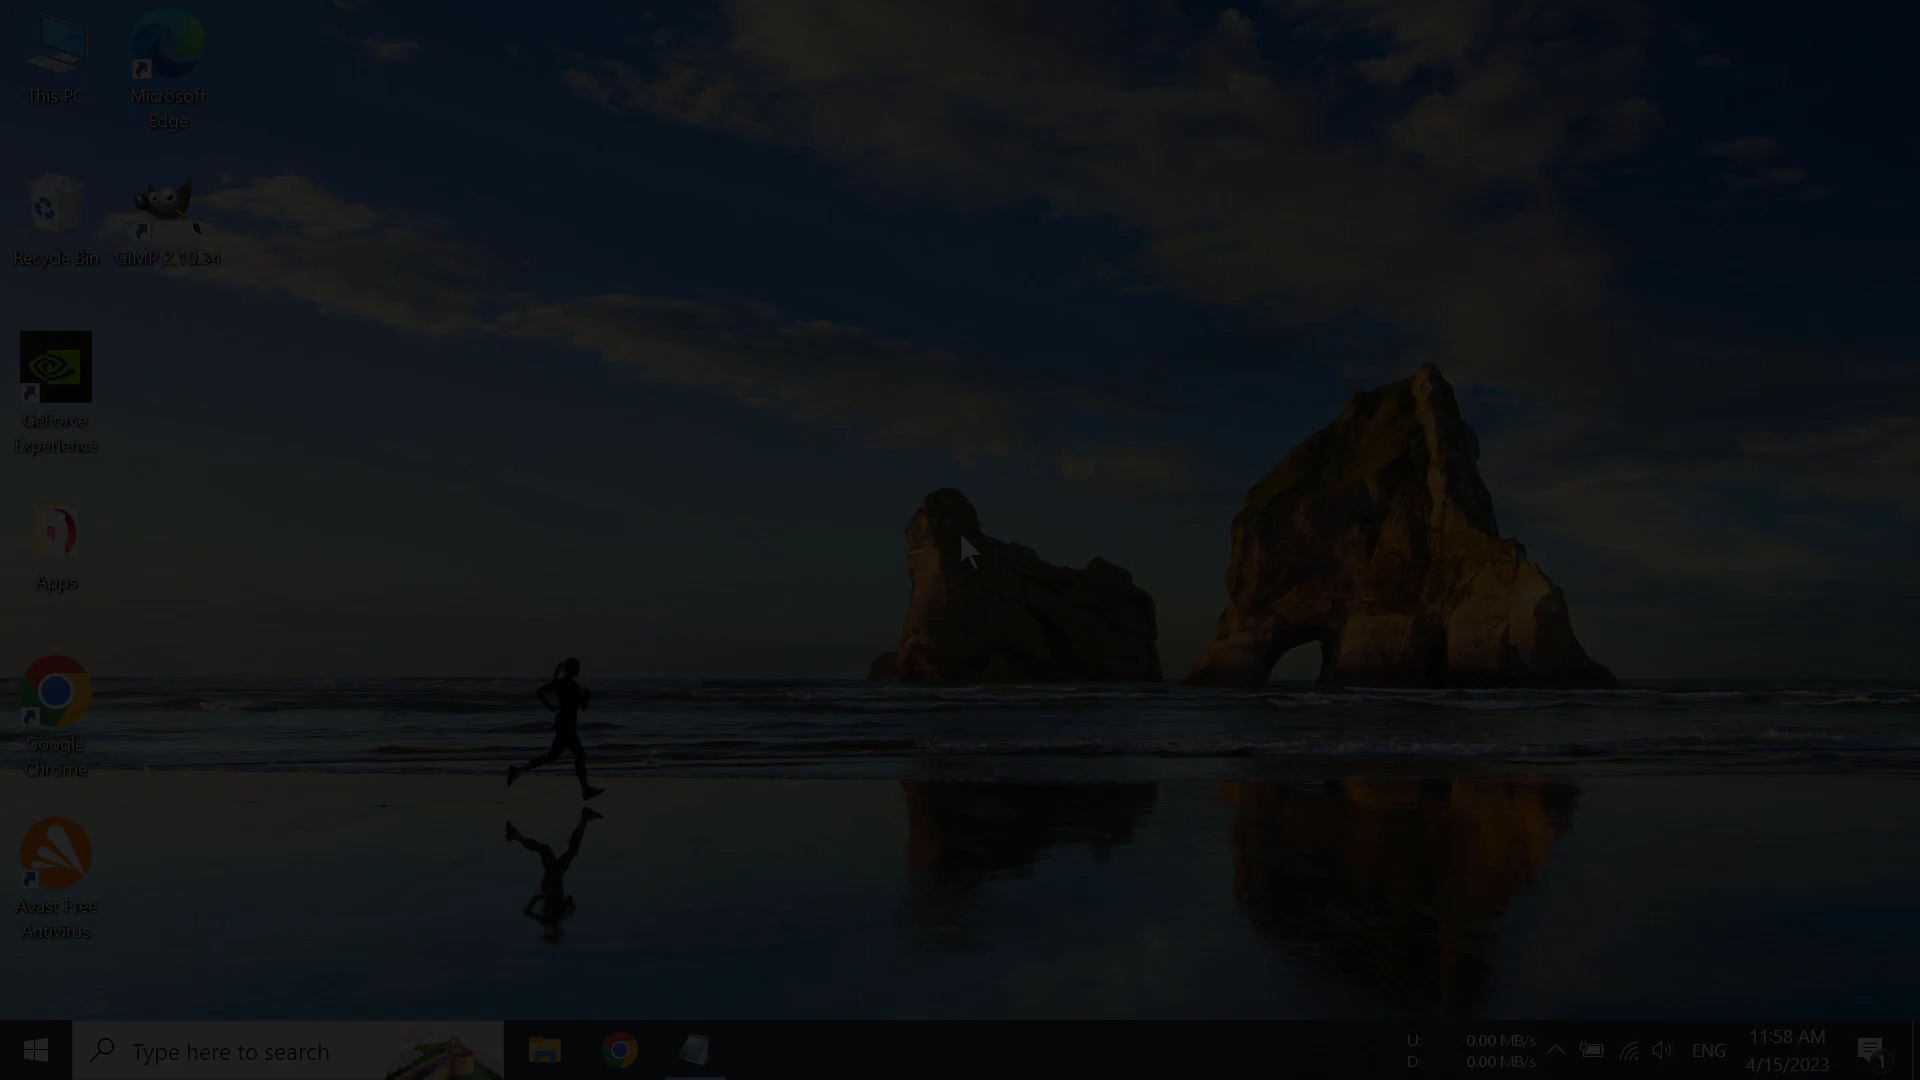 This PC
Microsoft
Edge
Recycle Bin
GIMP 2.10.34
GeForce
Experience
Apps
Google
Chrome
Avast Free
Antivirus
Type here to search
U: 0.00 MB/s
D: 0.00 MB/s
ENG
11:58 AM
4/15/2023
1